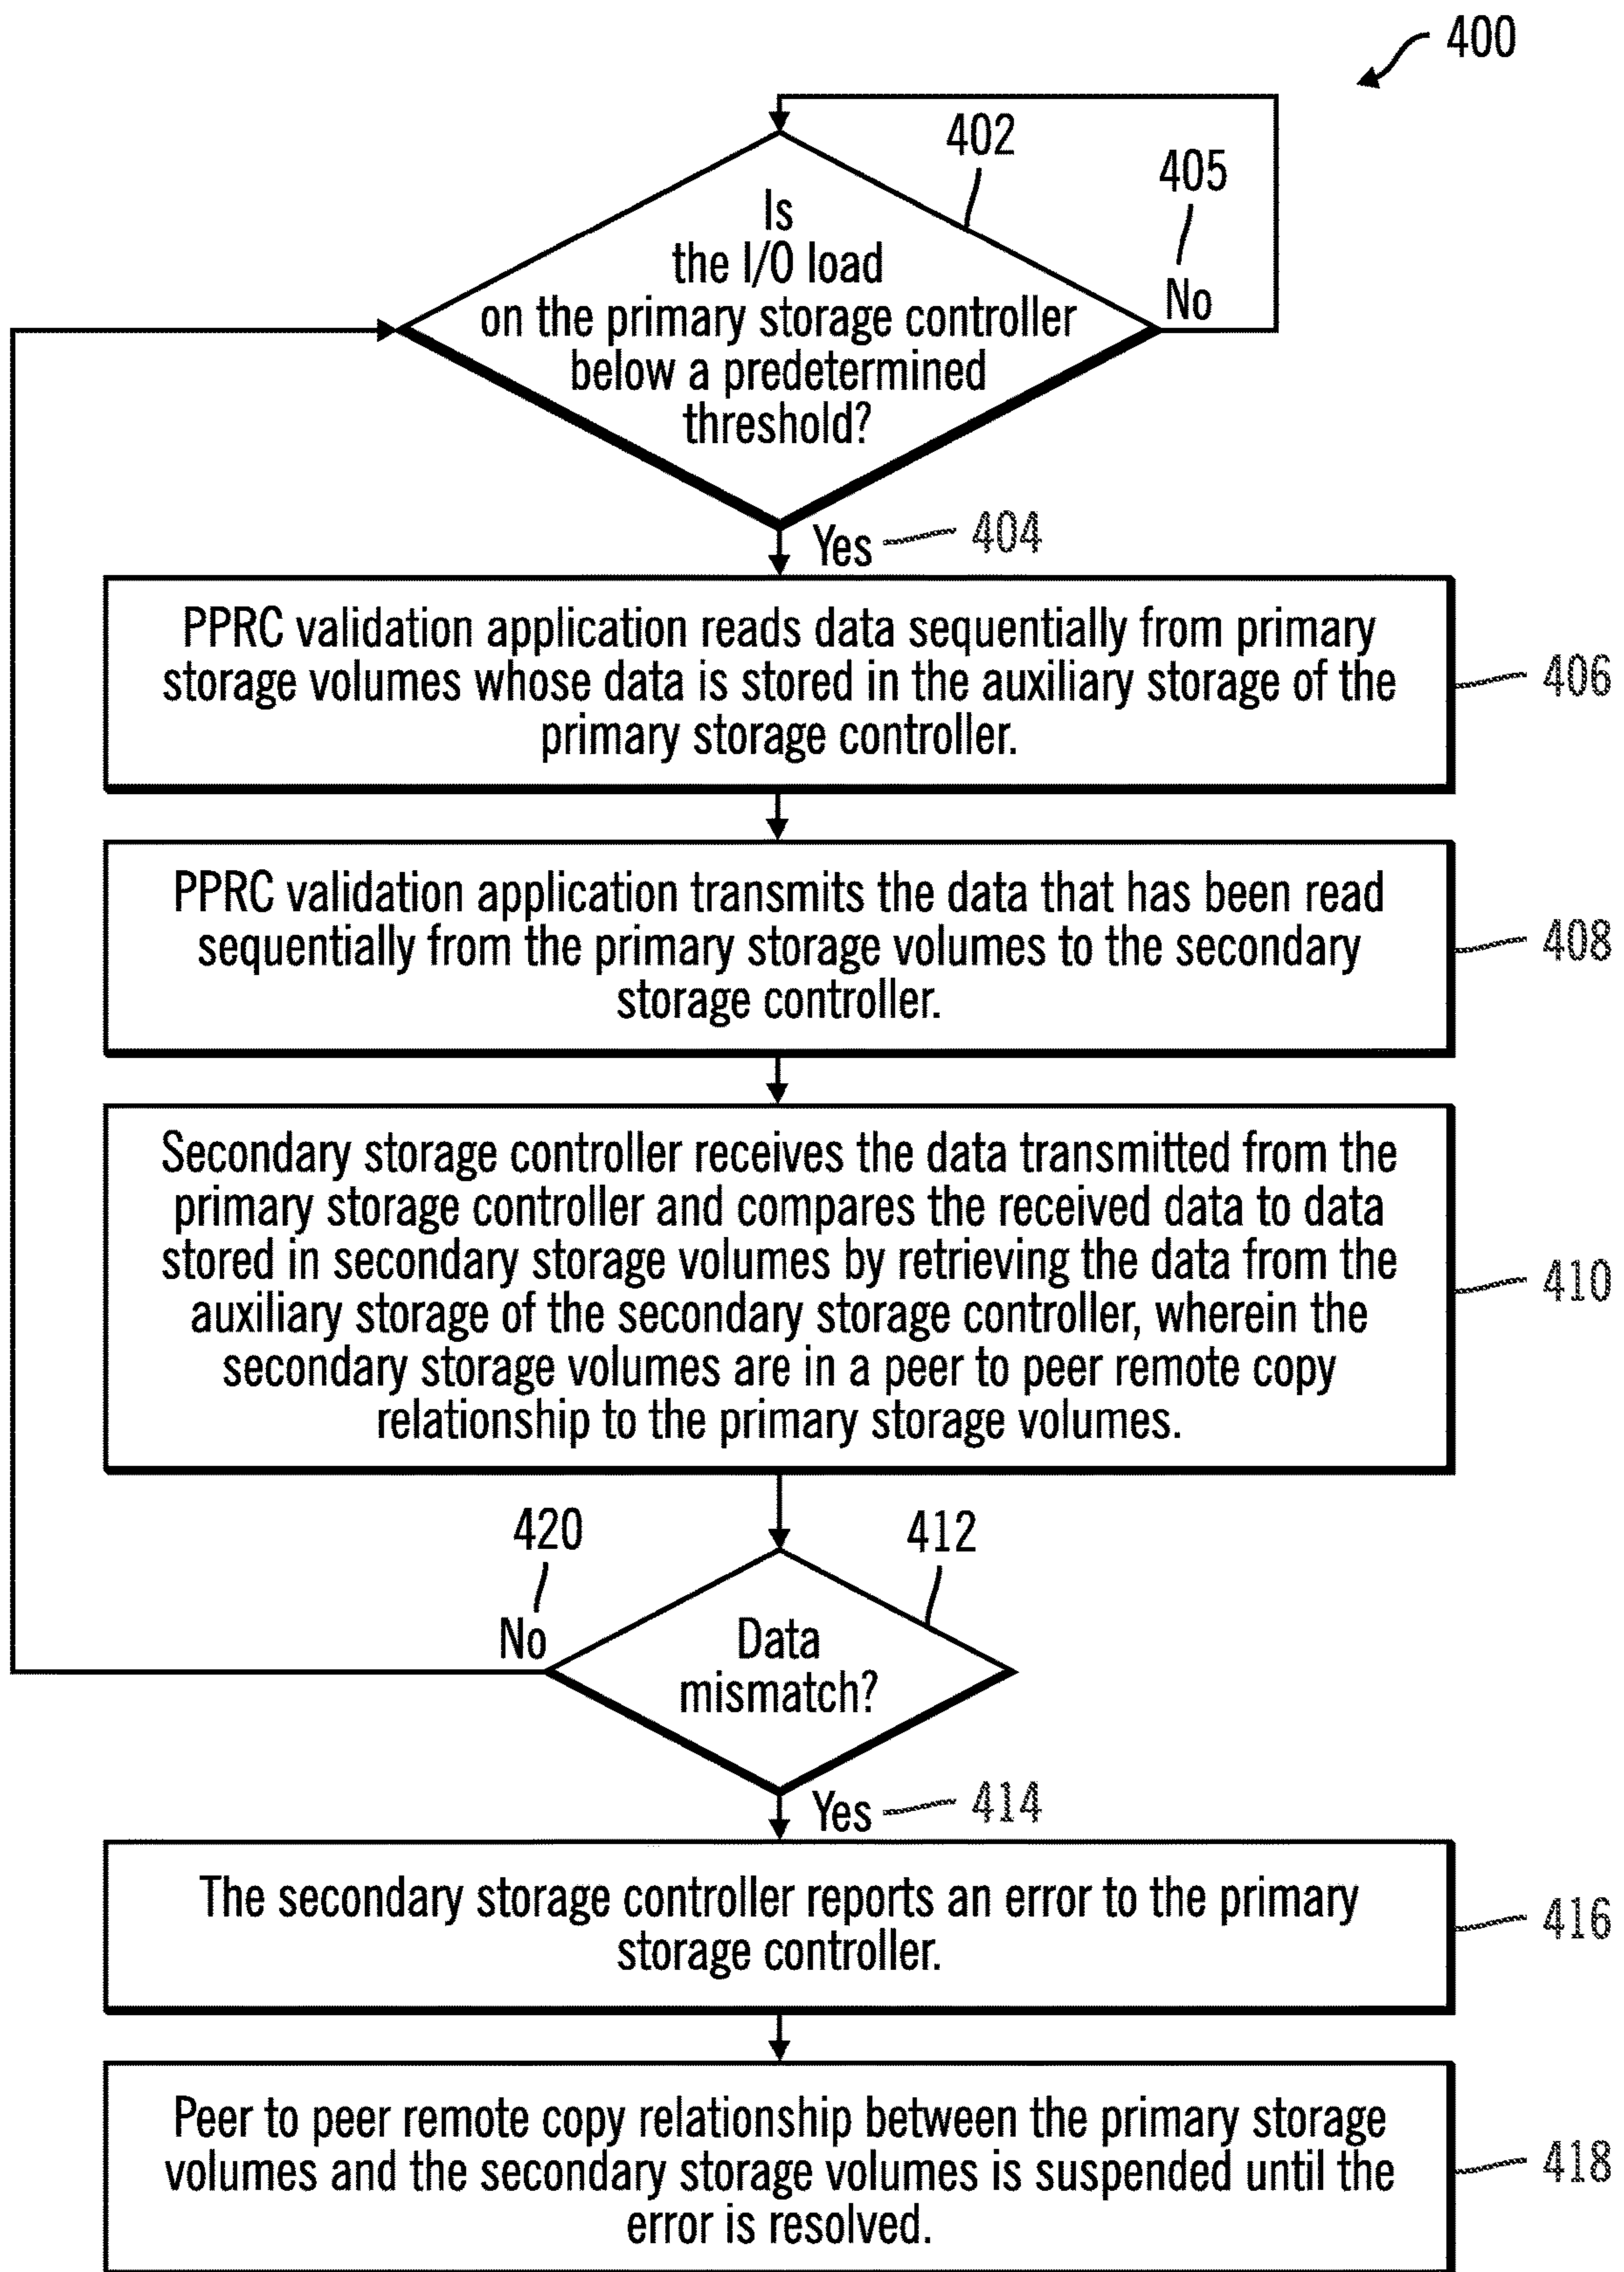 400
402
405
Is
the I/O load
on the primary storage controller
below a predetermined
threshold?
No
Yes
404
PPRC validation application reads data sequentially from primary
storage volumes whose data is stored in the auxiliary storage of the
primary storage controller.
406
PPRC validation application transmits the data that has been read
sequentially from the primary storage volumes to the secondary
storage controller.
408
Secondary storage controller receives the data transmitted from the
primary storage controller and compares the received data to data
stored in secondary storage volumes by retrieving the data from the
auxiliary storage of the secondary storage controller, wherein the
secondary storage volumes are in a peer to peer remote copy
relationship to the primary storage volumes.
410
420
412
No
Data
mismatch?
Yes
414
The secondary storage controller reports an error to the primary
storage controller.
416
Peer to peer remote copy relationship between the primary storage
volumes and the secondary storage volumes is suspended until the
error is resolved.
418